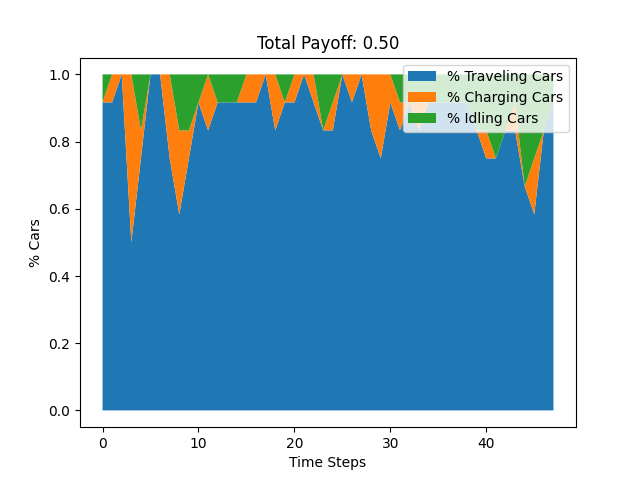 Total Payoff: 0.50
1.0
0.8
0.6
0.4
0.2
0.0
% Cars
% Traveling Cars
% Charging Cars
% Idling Cars
0
10
20
30
40
Time Steps